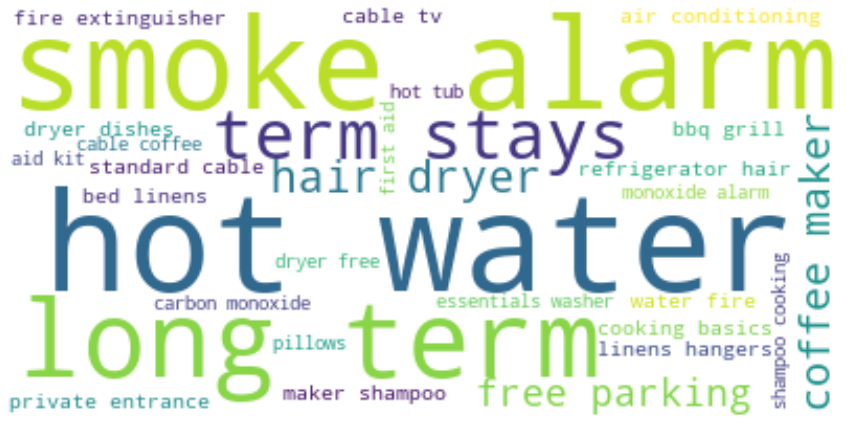 fire extinguisher
cable tv
air conditioning
smoke alarm
hot tub
dryer dishes
term stays
first aid
bbq grill
cable coffee
aid kit
standard cable
hair dryer
refrigerator hair
coffee maker
bed linens
monoxide alarm
hot water
dryer free
shampoo cooking
carbon monoxide
essentials washer
water fire
long term
pillows
cooking basics
linens hangers
private entrance
maker shampoo
free parking